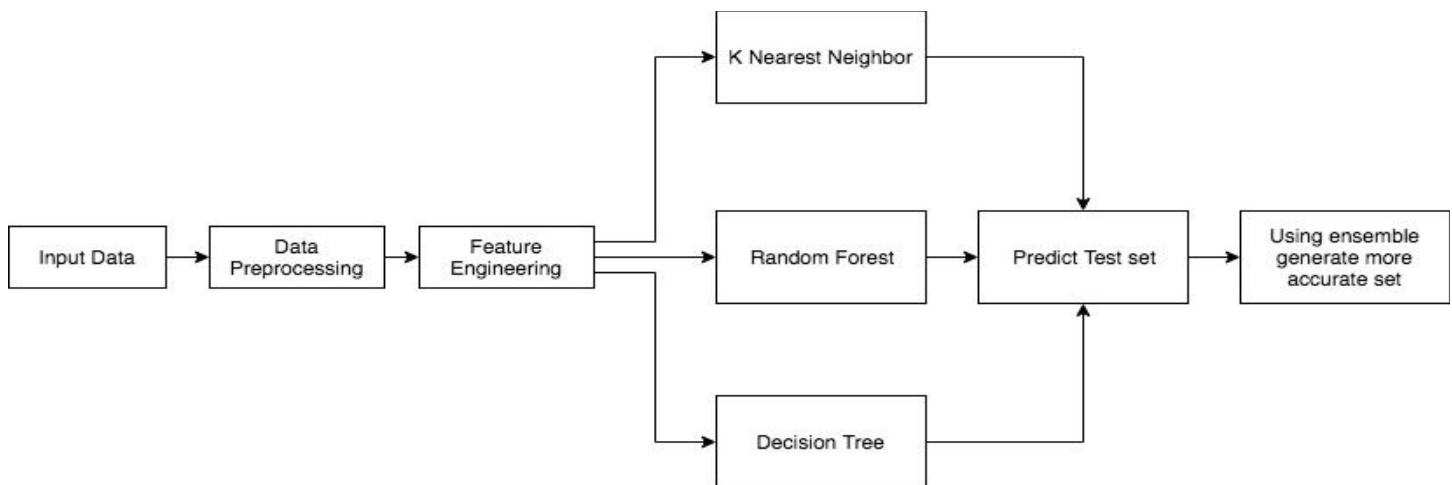 Input Data
Data
Preprocessing
Feature
Engineering
K Nearest Neighbor
Random Forest
Decision Tree
Predict Test set
Using ensemble
generate more
accurate set